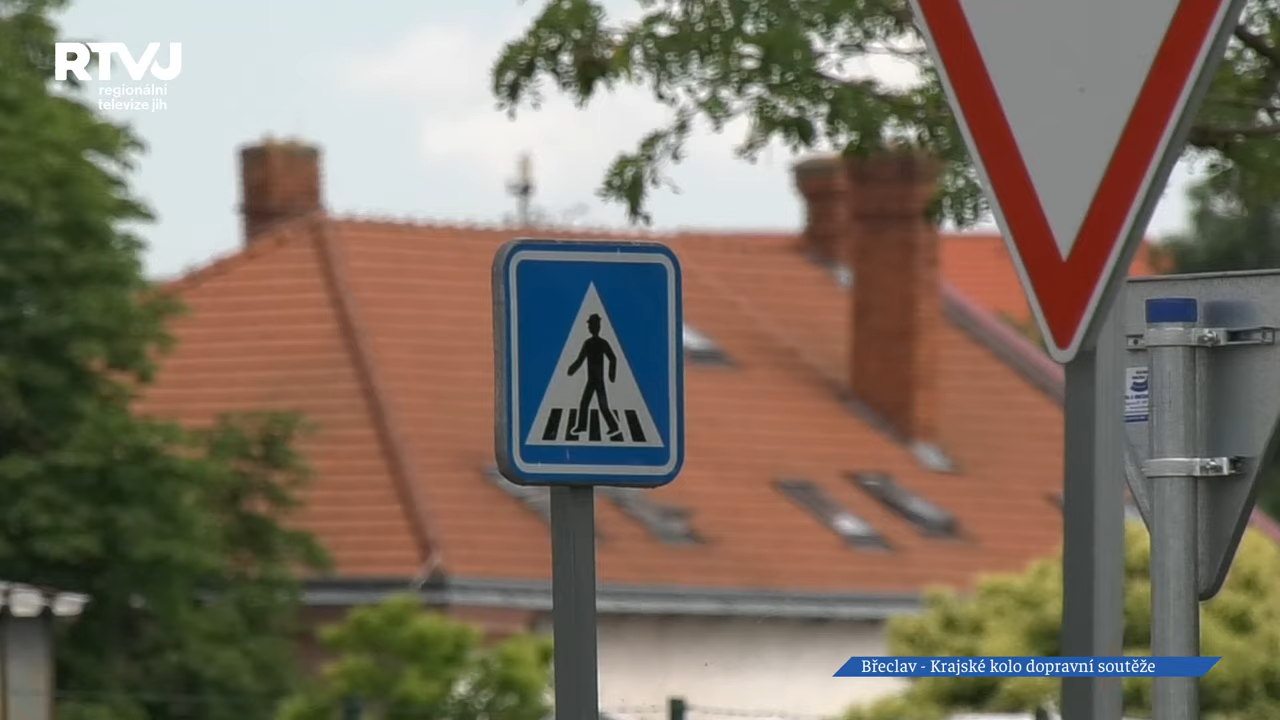 RTVJ
regionální
televize jih
Břeclav - Krajské kolo dopravní soutěže